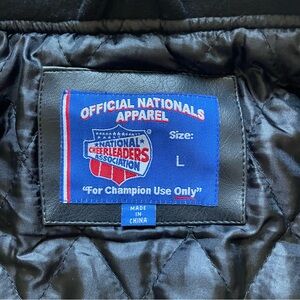 OFFICIAL NATIONALS
APPAREL
NATIONAL
CHEERLEADERS
ASSOCIATION
Size:
L
"For Champion Use Only"
MADE
IN
CHINA